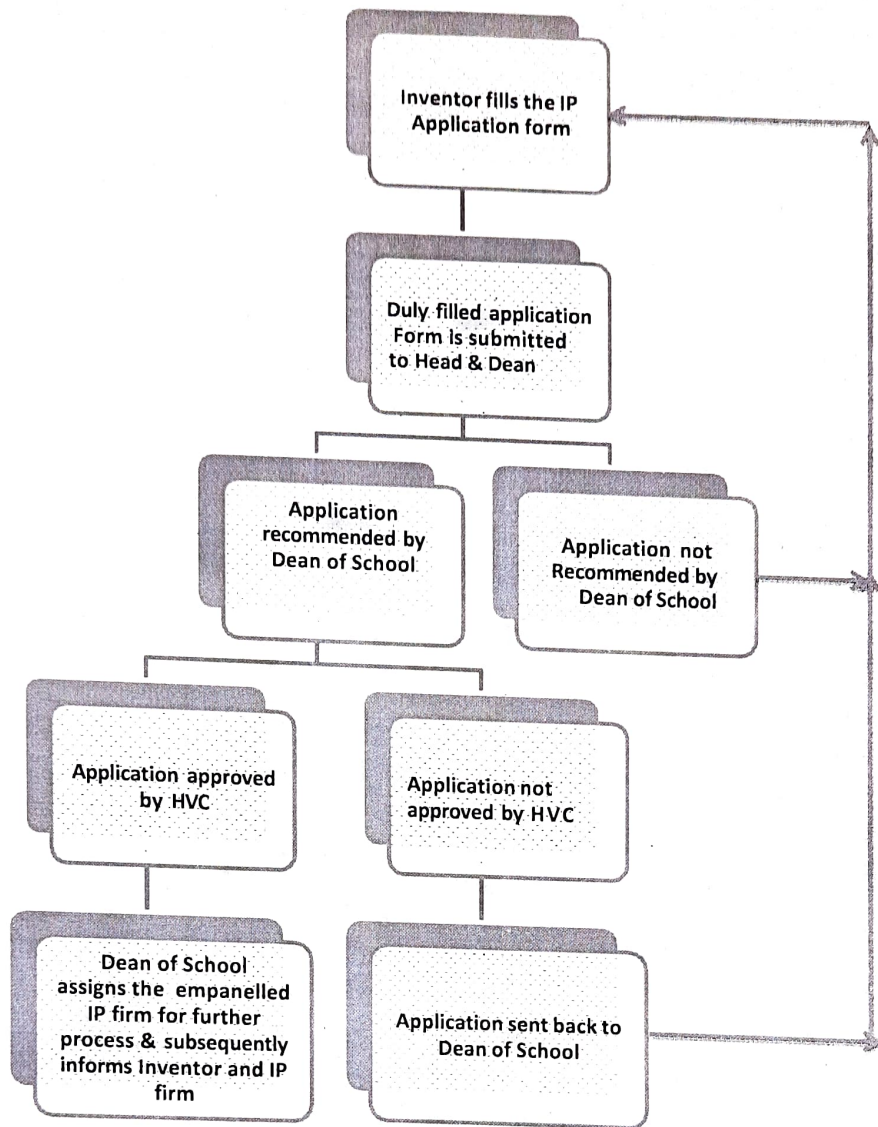 Inventor fills the IP
Application form
Duly filled application
Form is submitted
to Head & Dean
Application
recommended by
Dean of School
Application not
Recommended by
Dean of School
Application approved
by HVC
Application not
approved by HVC
Dean of School
assigns the empanelled
IP firm for further
process & subsequently
informs Inventor and IP
firm
Application sent back to
Dean of School